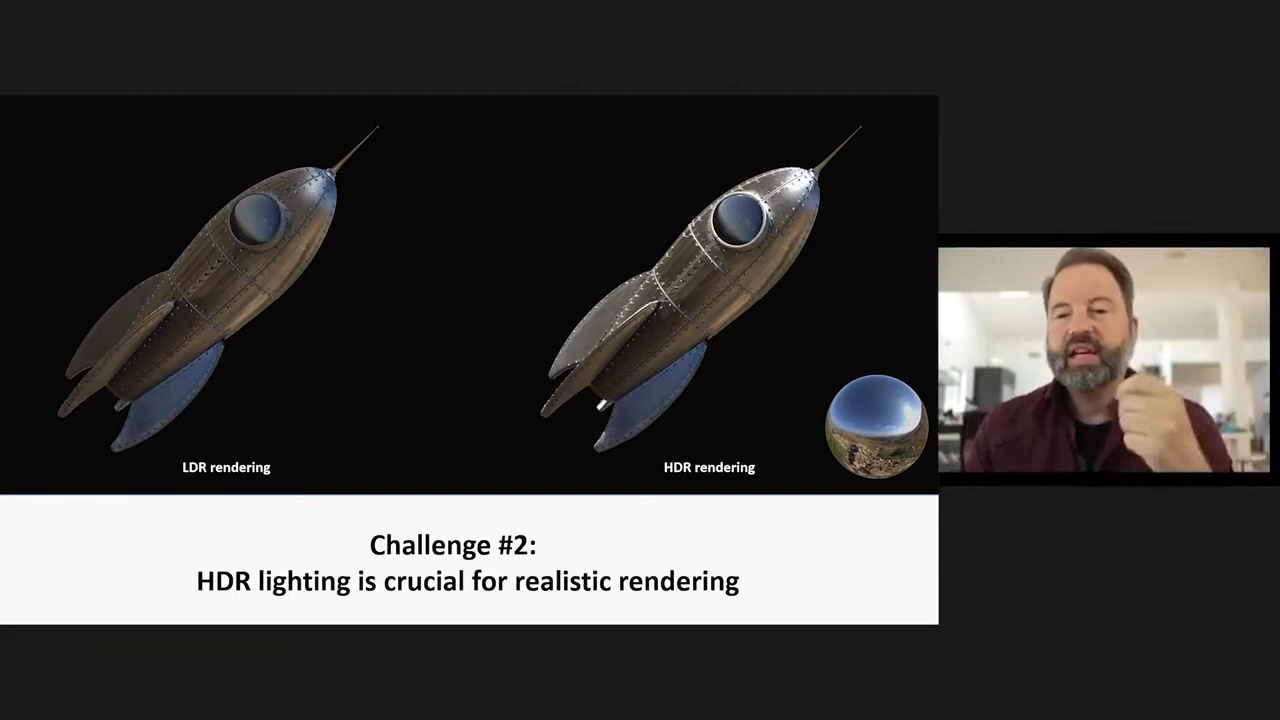 LDR rendering
HDR rendering
Challenge #2:
HDR lighting is crucial for realistic rendering